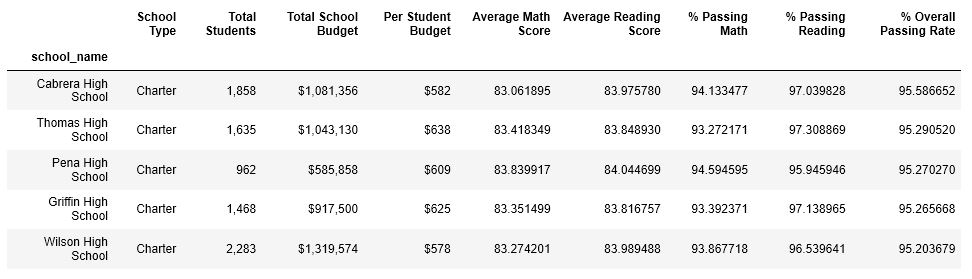 School Type Total Students Total School Budget Per Student Budget Average Math Score Average Reading Score % Passing Math % Passing Reading % Overall Passing Rate
school_name
Cabrera High School Charter 1,858 $1,081,356 $582 83.061895 83.975780 94.133477 97.039828 95.586652
Thomas High School Charter 1,635 $1,043,130 $638 83.418349 83.848930 93.272171 97.308869 95.290520
Pena High School Charter 962 $585,858 $609 83.839917 84.044699 94.594595 95.945946 95.270270
Griffin High School Charter 1,468 $917,500 $625 83.351499 83.816757 93.392371 97.138965 95.265668
Wilson High School Charter 2,283 $1,319,574 $578 83.274201 83.989488 93.867718 96.539641 95.203679